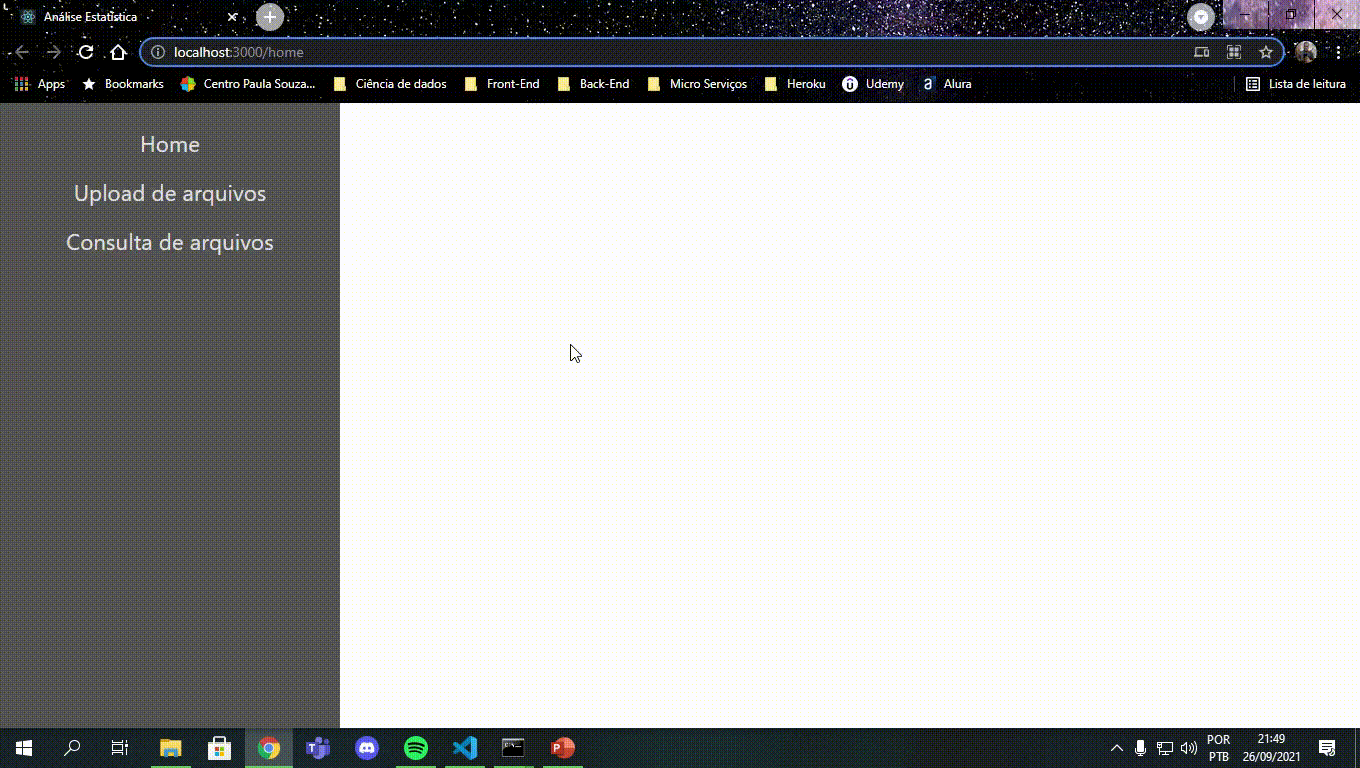 Análise Estatística
localhost:3000/home
Apps Bookmarks Centro Paula Souza... Ciência de dados Front-End Back-End Micro Serviços Heroku Udemy Alura Lista de leitura
Home
Upload de arquivos
Consulta de arquivos
POR 21:49
PTB 26/09/2021